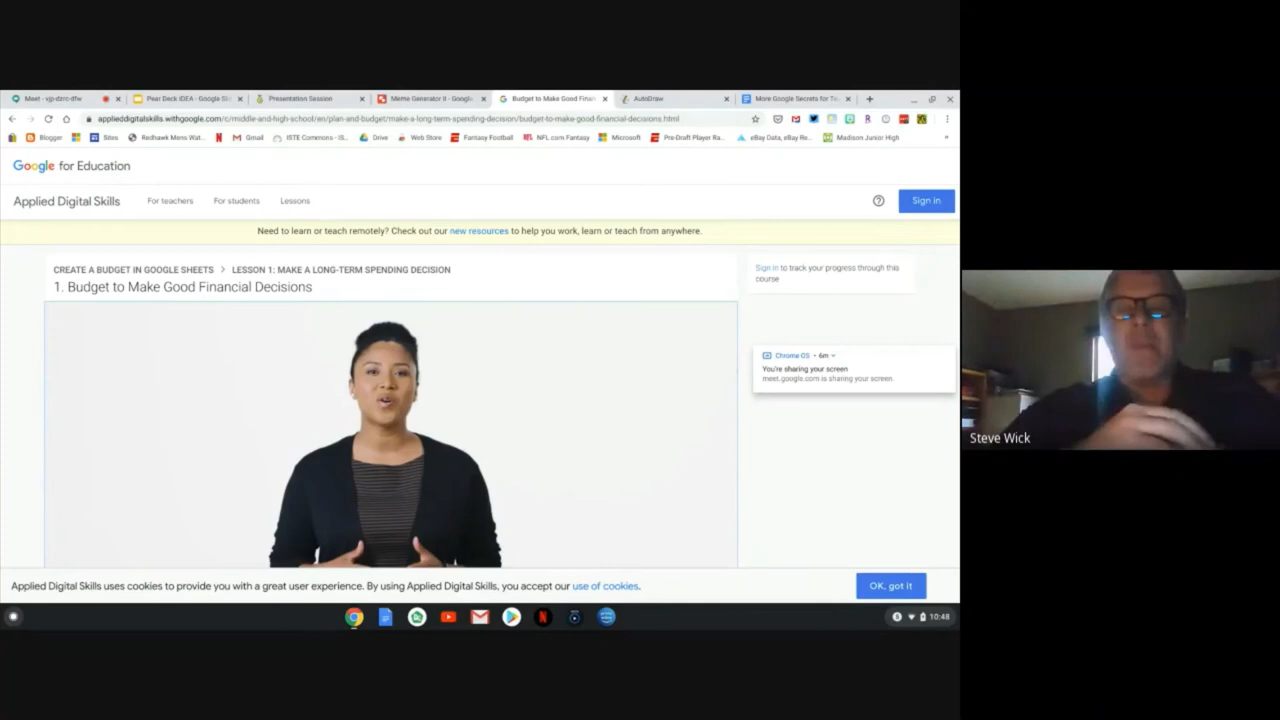 Meet - vjp-dzro-dfw
Pear Deck iDEA - Google Slic
Presentation Session
Meme Generator II - Google
Budget to Make Good Finan
AutoDraw
More Google Secrets for Te
applieddigitalskills.withgoogle.com/c/middle-and-high-school/en/plan-and-budget/make-a-long-term-spending-decision/budget-to-make-good-financial-decisions.html
Blogger Sites Redhawk Mens Wat... Gmail ISTE Commons - IS... Drive Web Store Fantasy Football NFL.com Fantasy Microsoft Pre-Draft Player Ra... eBay Data, eBay Re... Madison Junior High
Google for Education
Applied Digital Skills For teachers For students Lessons Sign in
Need to learn or teach remotely? Check out our new resources to help you work, learn or teach from anywhere.
CREATE A BUDGET IN GOOGLE SHEETS > LESSON 1: MAKE A LONG-TERM SPENDING DECISION
1. Budget to Make Good Financial Decisions
Sign in to track your progress through this
course
Chrome OS • 6m
You're sharing your screen
meet.google.com is sharing your screen.
Steve Wick
Applied Digital Skills uses cookies to provide you with a great user experience. By using Applied Digital Skills, you accept our use of cookies.
OK, got it
10:48